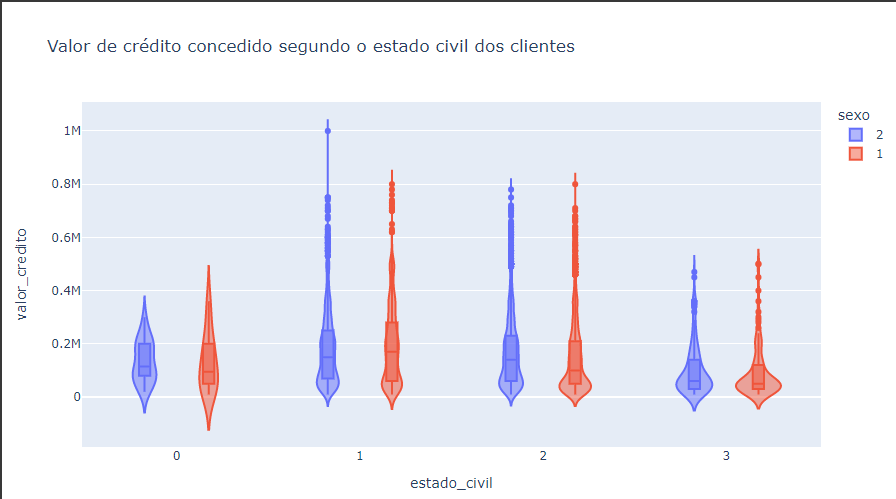 Valor de crédito concedido segundo o estado civil dos clientes
sexo
2
1
1M
0.8M
0.6M
0.4M
0.2M
0
valor_credito
0 1 2 3
estado_civil